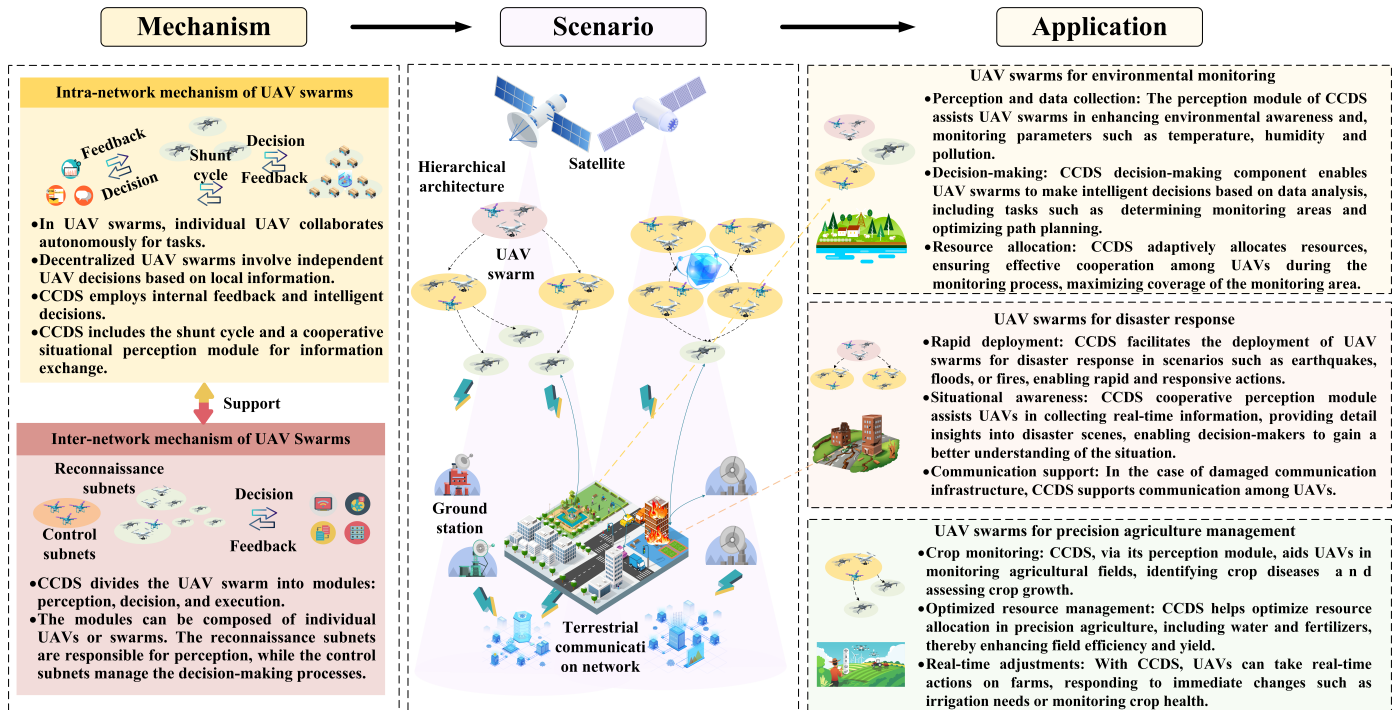 Mechanism
Scenario
Application
Intra-network mechanism of UAV swarms
Feedback
Decision
Shunt
cycle
Decision
Feedback
•In UAV swarms, individual UAV collaborates
autonomously for tasks.
•Decentralized UAV swarms involve independent
UAV decisions based on local information.
•CCDS employs internal feedback and intelligent
decisions.
•CCDS includes the shunt cycle and a cooperative
situational perception module for information
exchange.
Support
Inter-network mechanism of UAV Swarms
Reconnaissance
subnets
Control
subnets
Decision
Feedback
•CCDS divides the UAV swarm into modules:
perception, decision, and execution.
•The modules can be composed of individual
UAVs or swarms. The reconnaissance subnets
are responsible for perception, while the control
subnets manage the decision-making processes.
Hierarchical
architecture
Satellite
UAV
swarm
Ground
station
Terrestrial
communicati
on network
UAV swarms for environmental monitoring
•Perception and data collection: The perception module of CCDS
assists UAV swarms in enhancing environmental awareness and,
monitoring parameters such as temperature, humidity and
pollution.
•Decision-making: CCDS decision-making component enables
UAV swarms to make intelligent decisions based on data analysis,
including tasks such as determining monitoring areas and
optimizing path planning.
•Resource allocation: CCDS adaptively allocates resources,
ensuring effective cooperation among UAVs during the
monitoring process, maximizing coverage of the monitoring area.
UAV swarms for disaster response
•Rapid deployment: CCDS facilitates the deployment of UAV
swarms for disaster response in scenarios such as earthquakes,
floods, or fires, enabling rapid and responsive actions.
•Situational awareness: CCDS cooperative perception module
assists UAVs in collecting real-time information, providing detail
insights into disaster scenes, enabling decision-makers to gain a
better understanding of the situation.
•Communication support: In the case of damaged communication
infrastructure, CCDS supports communication among UAVs.
UAV swarms for precision agriculture management
•Crop monitoring: CCDS, via its perception module, aids UAVs in
monitoring agricultural fields, identifying crop diseases a n d
assessing crop growth.
•Optimized resource management: CCDS helps optimize resource
allocation in precision agriculture, including water and fertilizers,
thereby enhancing field efficiency and yield.
•Real-time adjustments: With CCDS, UAVs can take real-time
actions on farms, responding to immediate changes such as
irrigation needs or monitoring crop health.